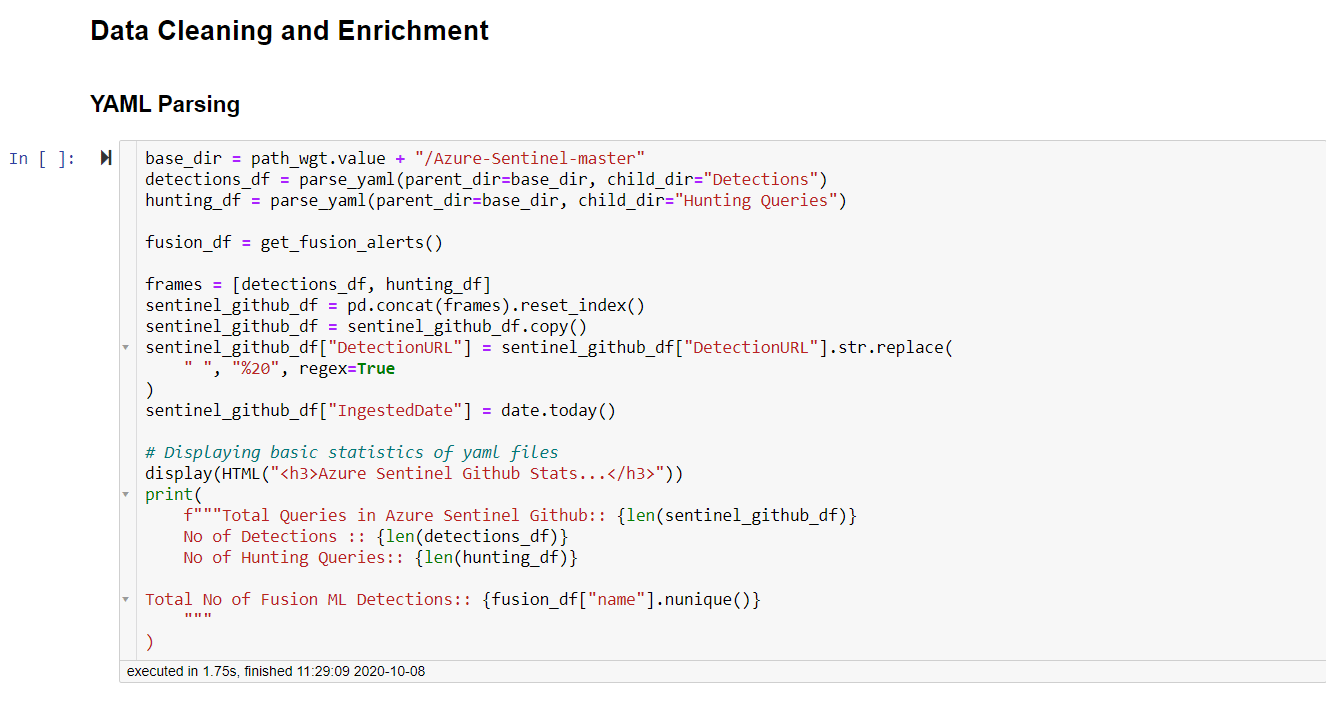 Data Cleaning and Enrichment
YAML Parsing
In [ ]:
base_dir = path_wgt.value + "/Azure-Sentinel-master"
detections_df = parse_yaml(parent_dir=base_dir, child_dir="Detections")
hunting_df = parse_yaml(parent_dir=base_dir, child_dir="Hunting Queries")
fusion_df = get_fusion_alerts()
frames = [detections_df, hunting_df]
sentinel_github_df = pd.concat(frames).reset_index()
sentinel_github_df = sentinel_github_df.copy()
sentinel_github_df["DetectionURL"] = sentinel_github_df["DetectionURL"].str.replace(
    " ", "%20", regex=True
)
sentinel_github_df["IngestedDate"] = date.today()
# Displaying basic statistics of yaml files
display(HTML("<h3>Azure Sentinel Github Stats...</h3>"))
print(
    f"""Total Queries in Azure Sentinel Github:: {len(sentinel_github_df)}
    No of Detections :: {len(detections_df)}
    No of Hunting Queries:: {len(hunting_df)}
Total No of Fusion ML Detections:: {fusion_df["name"].nunique()}
    """
)
executed in 1.75s, finished 11:29:09 2020-10-08